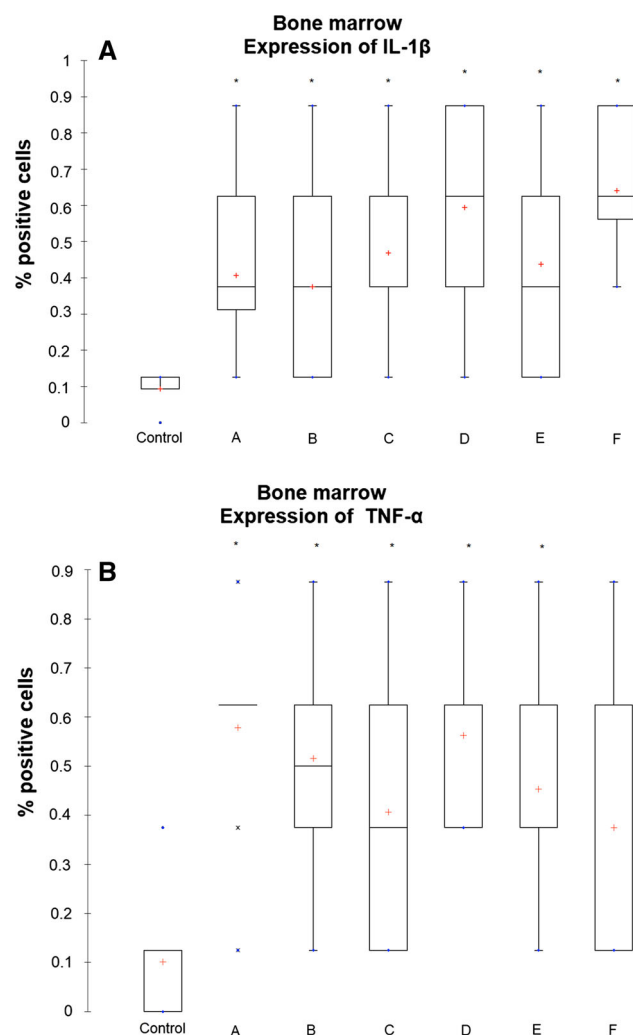 Bone marrow
Expression of IL-1β
A
1
0.9
0.8
0.7
0.6
0.5
0.4
0.3
0.2
0.1
0
% positive cells
* * * * * *
Control A B C D E F
Bone marrow
Expression of TNF-α
B
0.9
0.8
0.7
0.6
0.5
0.4
0.3
0.2
0.1
0
% positive cells
* * * * *
Control A B C D E F